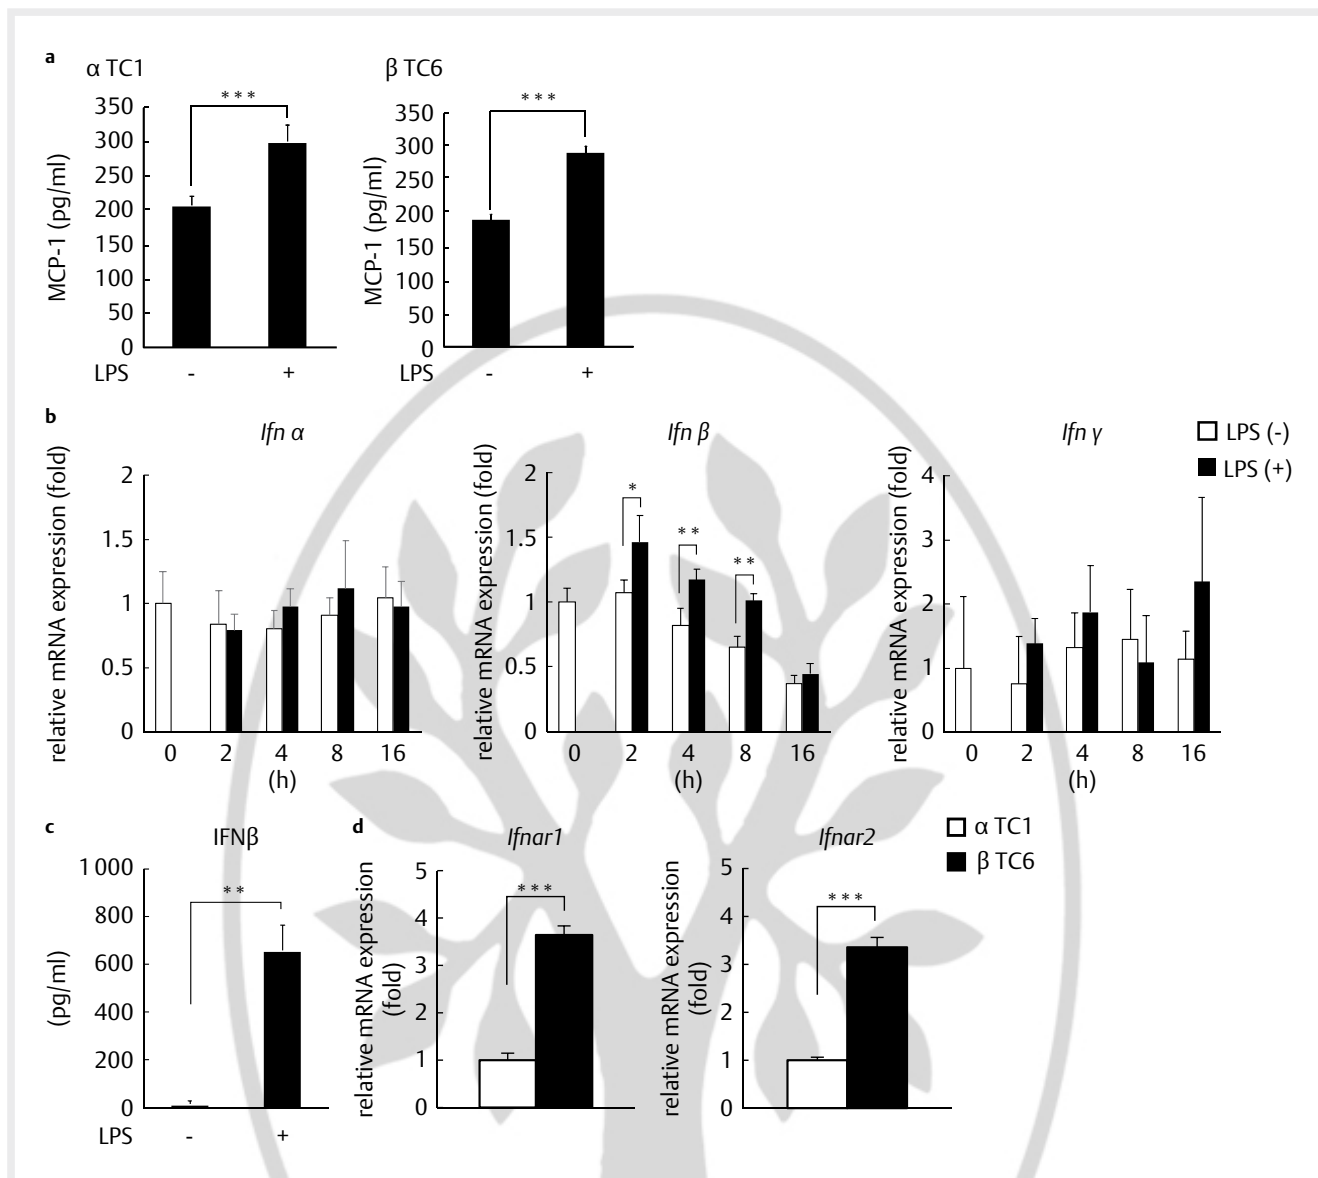 a
α TC1
β TC6
MCP-1 (pg/ml)
350
300
250
200
150
100
50
0
***
LPS - +
MCP-1 (pg/ml)
350
300
250
200
150
100
50
0
***
LPS - +
b
Ifn α
Ifn β
Ifn γ
LPS (-)
LPS (+)
relative mRNA expression (fold)
2
1.5
1
0.5
0
0 2 4 8 16
(h)
relative mRNA expression (fold)
2
1.5
1
0.5
0
*
**
**
0 2 4 8 16
(h)
relative mRNA expression (fold)
4
3
2
1
0
0 2 4 8 16
(h)
c
IFNβ
(pg/ml)
1 000
800
600
400
200
0
**
LPS - +
d
Ifnar1
Ifnar2
α TC1
β TC6
relative mRNA expression
(fold)
5
4
3
2
1
0
***
relative mRNA expression
(fold)
5
4
3
2
1
0
***